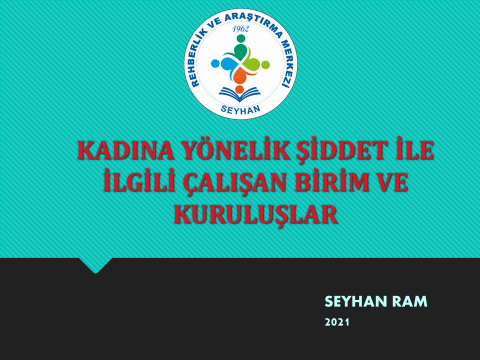 REHBERLİK VE ARAŞTIRMA MERKEZİ
1962
SEYHAN
KADINA YÖNELİK ŞİDDET İLE
İLGİLİ ÇALIŞAN BİRİM VE
KURULUŞLAR
SEYHAN RAM
2021